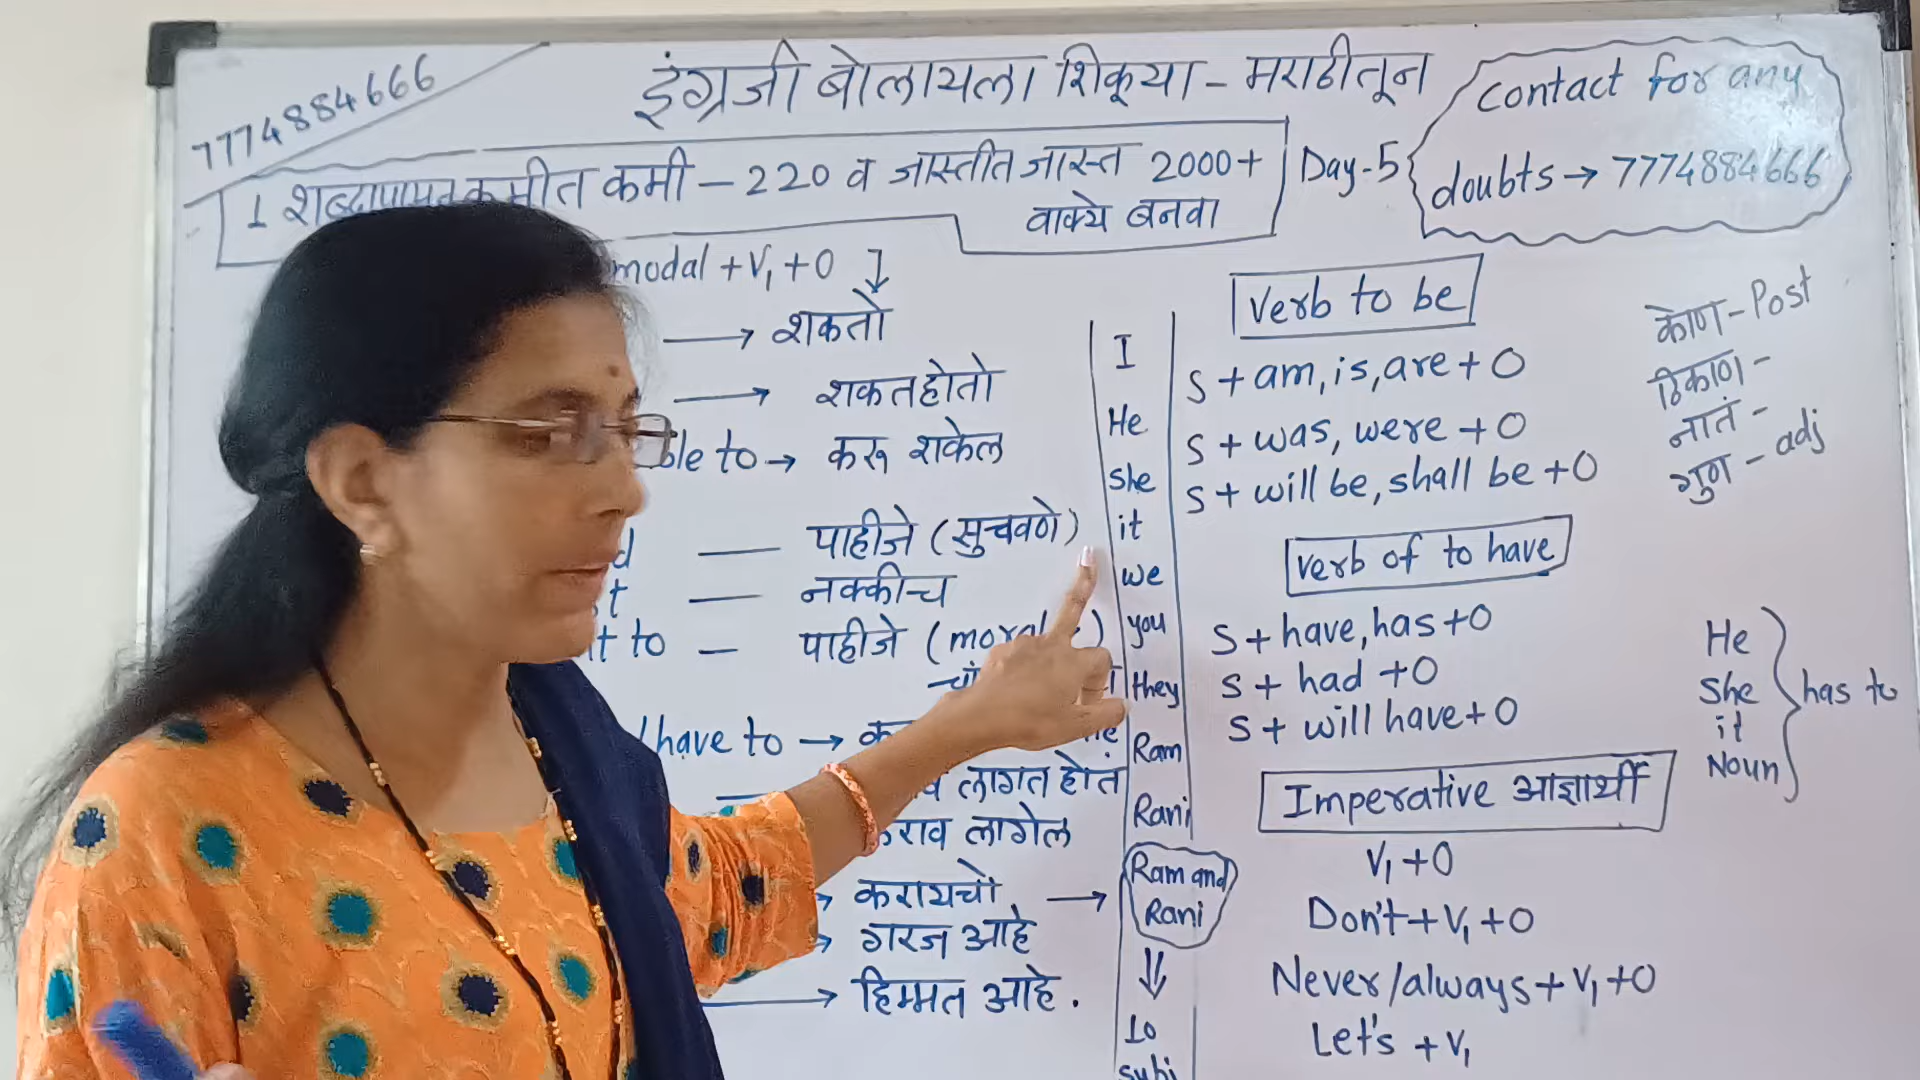 7774884666
इंग्रजी बोलायला शिकूया - मराठीतून
contact for any
doubts → 7774884666
Day-5
1 शब्दापासून कमीत कमी - 220 व जास्तीत जास्त 2000+
वाक्ये बनवा
modal + V₁ + O ↓
→ शकतो
→ शकत होतो
ble to → करू शकेल
d — पाहीजे (सुचवणे)
t — नक्कीच
t to — पाहीजे
have to →
लागत होतं
कराव लागेल
→ करायचो →
→ गरज आहे
→ हिम्मत आहे.
I
He
She
it
we
you
they
Ram
Rani
Ram and
Rani
⇓
10
subj
Verb to be
S + am, is, are + O
S + was, were + O
S + will be, shall be + O
कोण - Post
ठिकाण -
नातं -
गुण - adj
Verb of to have
S + have, has + O
S + had + O
S + will have + O
He
She
it
Noun
has to
Imperative आज्ञार्थी
V₁ + O
Don't + V₁ + O
Never/always + V₁ + O
Let's + V₁